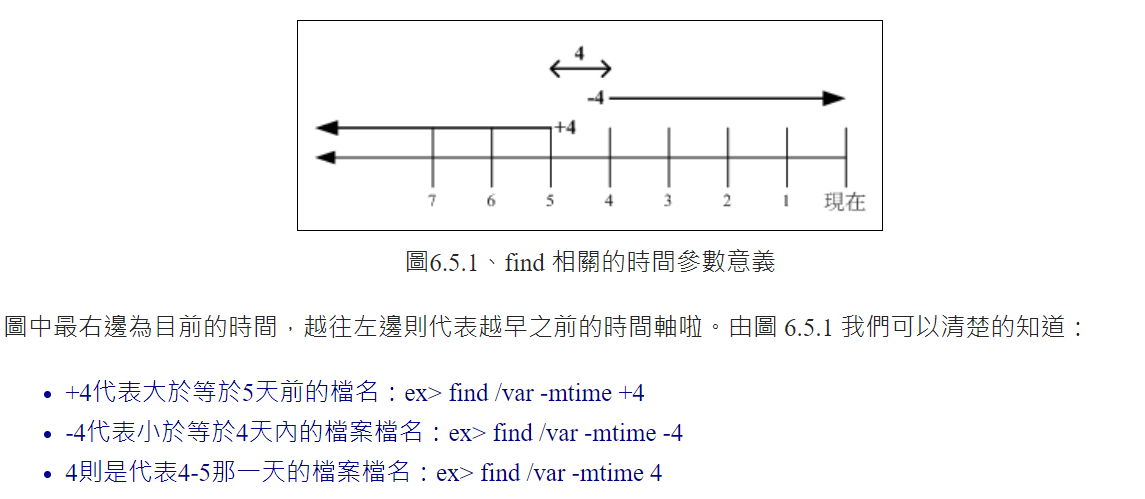 4
-4
+4
7 6 5 4 3 2 1 現在
圖6.5.1、find 相關的時間參數意義
圖中最右邊為目前的時間，越往左邊則代表越早之前的時間軸啦。由圖 6.5.1 我們可以清楚的知道：
• +4代表大於等於5天前的檔名：ex> find /var -mtime +4
• -4代表小於等於4天內的檔案檔名：ex> find /var -mtime -4
• 4則是代表4-5那一天的檔案檔名：ex> find /var -mtime 4